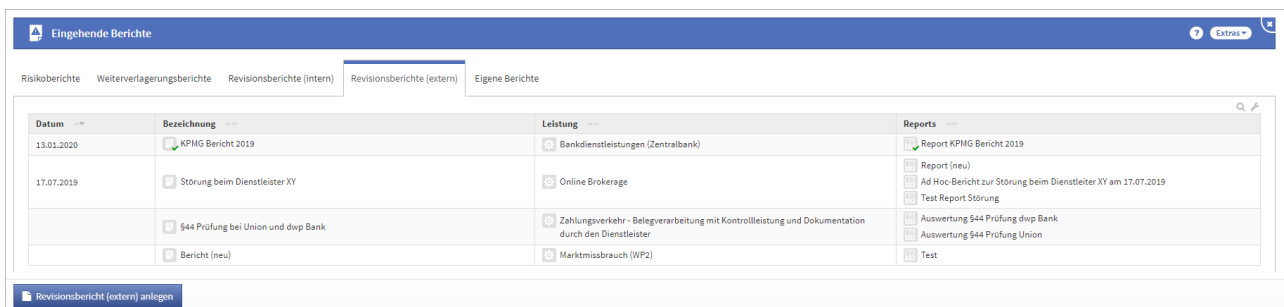 Eingehende Berichte
? Extras
Risikoberichte Weiterverlagerungsberichte Revisionsberichte (intern) Revisionsberichte (extern) Eigene Berichte
Datum Bezeichnung Leistung Reports
13.01.2020 KPMG Bericht 2019 Bankdienstleistungen (Zentralbank) Report KPMG Bericht 2019
Report (neu)
17.07.2019 Störung beim Dienstleister XY Online Brokerage Ad Hoc-Bericht zur Störung beim Dienstleiter XY am 17.07.2019
Test Report Störung
§44 Prüfung bei Union und dwp Bank Zahlungsverkehr - Belegverarbeitung mit Kontrollleistung und Dokumentation Auswertung §44 Prüfung dwp Bank
durch den Dienstleister Auswertung §44 Prüfung Union
Bericht (neu) Marktmissbrauch (WP2) Test
Revisionsbericht (extern) anlegen